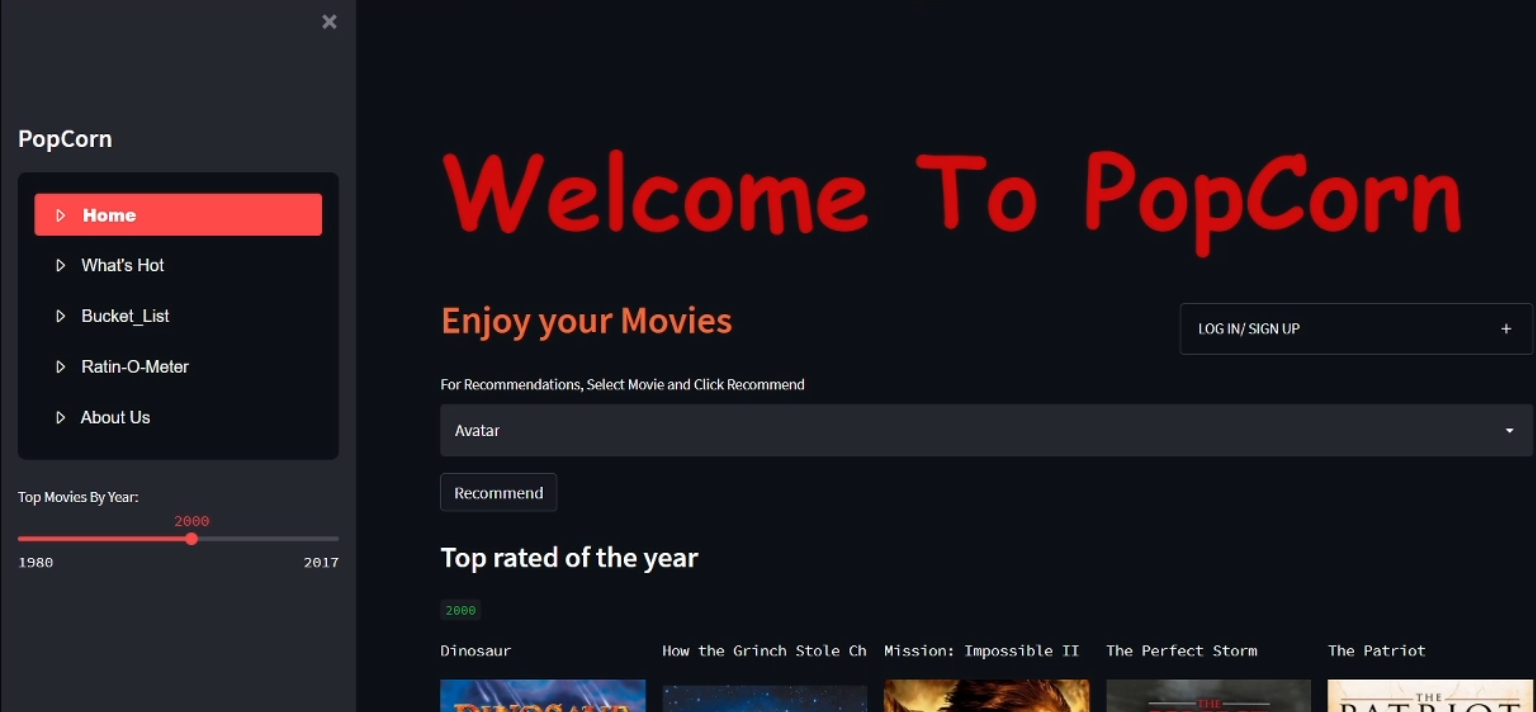 PopCorn
Home
What's Hot
Bucket_List
Ratin-O-Meter
About Us
Top Movies By Year:
2000
1980 2017
Welcome To PopCorn
Enjoy your Movies
LOG IN/ SIGN UP +
For Recommendations, Select Movie and Click Recommend
Avatar
Recommend
Top rated of the year
2000
Dinosaur How the Grinch Stole Ch Mission: Impossible II The Perfect Storm The Patriot
DINOSAUR THE THE
PATRIOT